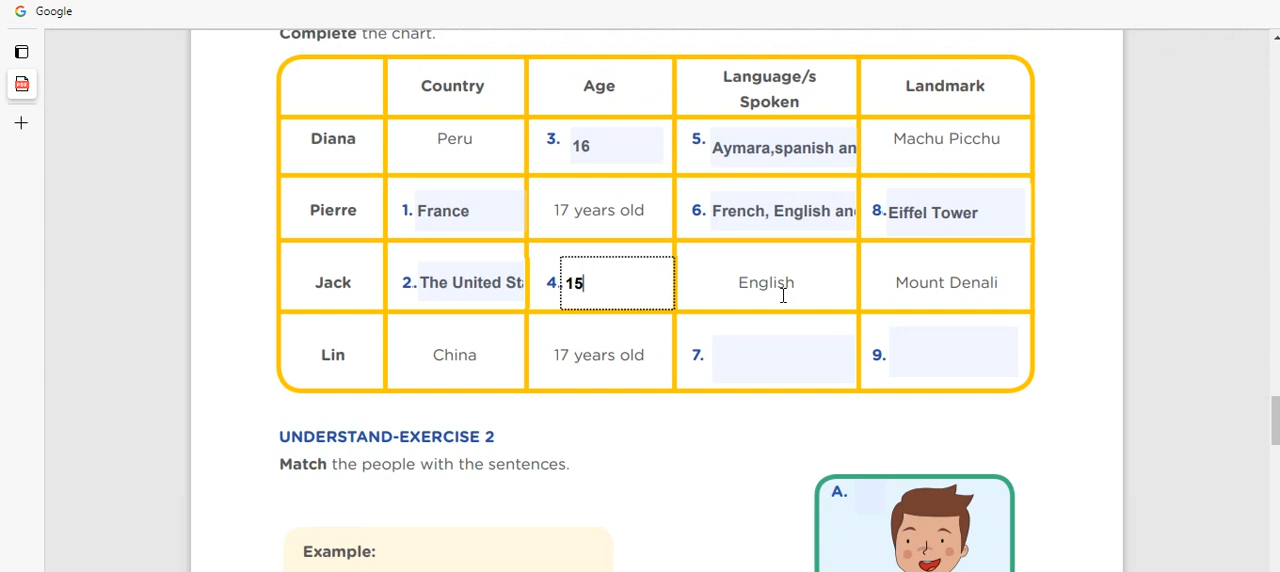 Google
Complete the chart.
Country Age Language/s Spoken Landmark
Diana Peru 3. 16 5. Aymara,spanish an Machu Picchu
Pierre 1. France 17 years old 6. French, English an 8. Eiffel Tower
Jack 2. The United St 4. 15 English Mount Denali
Lin China 17 years old 7. 9.
UNDERSTAND-EXERCISE 2
Match the people with the sentences.
A.
Example: